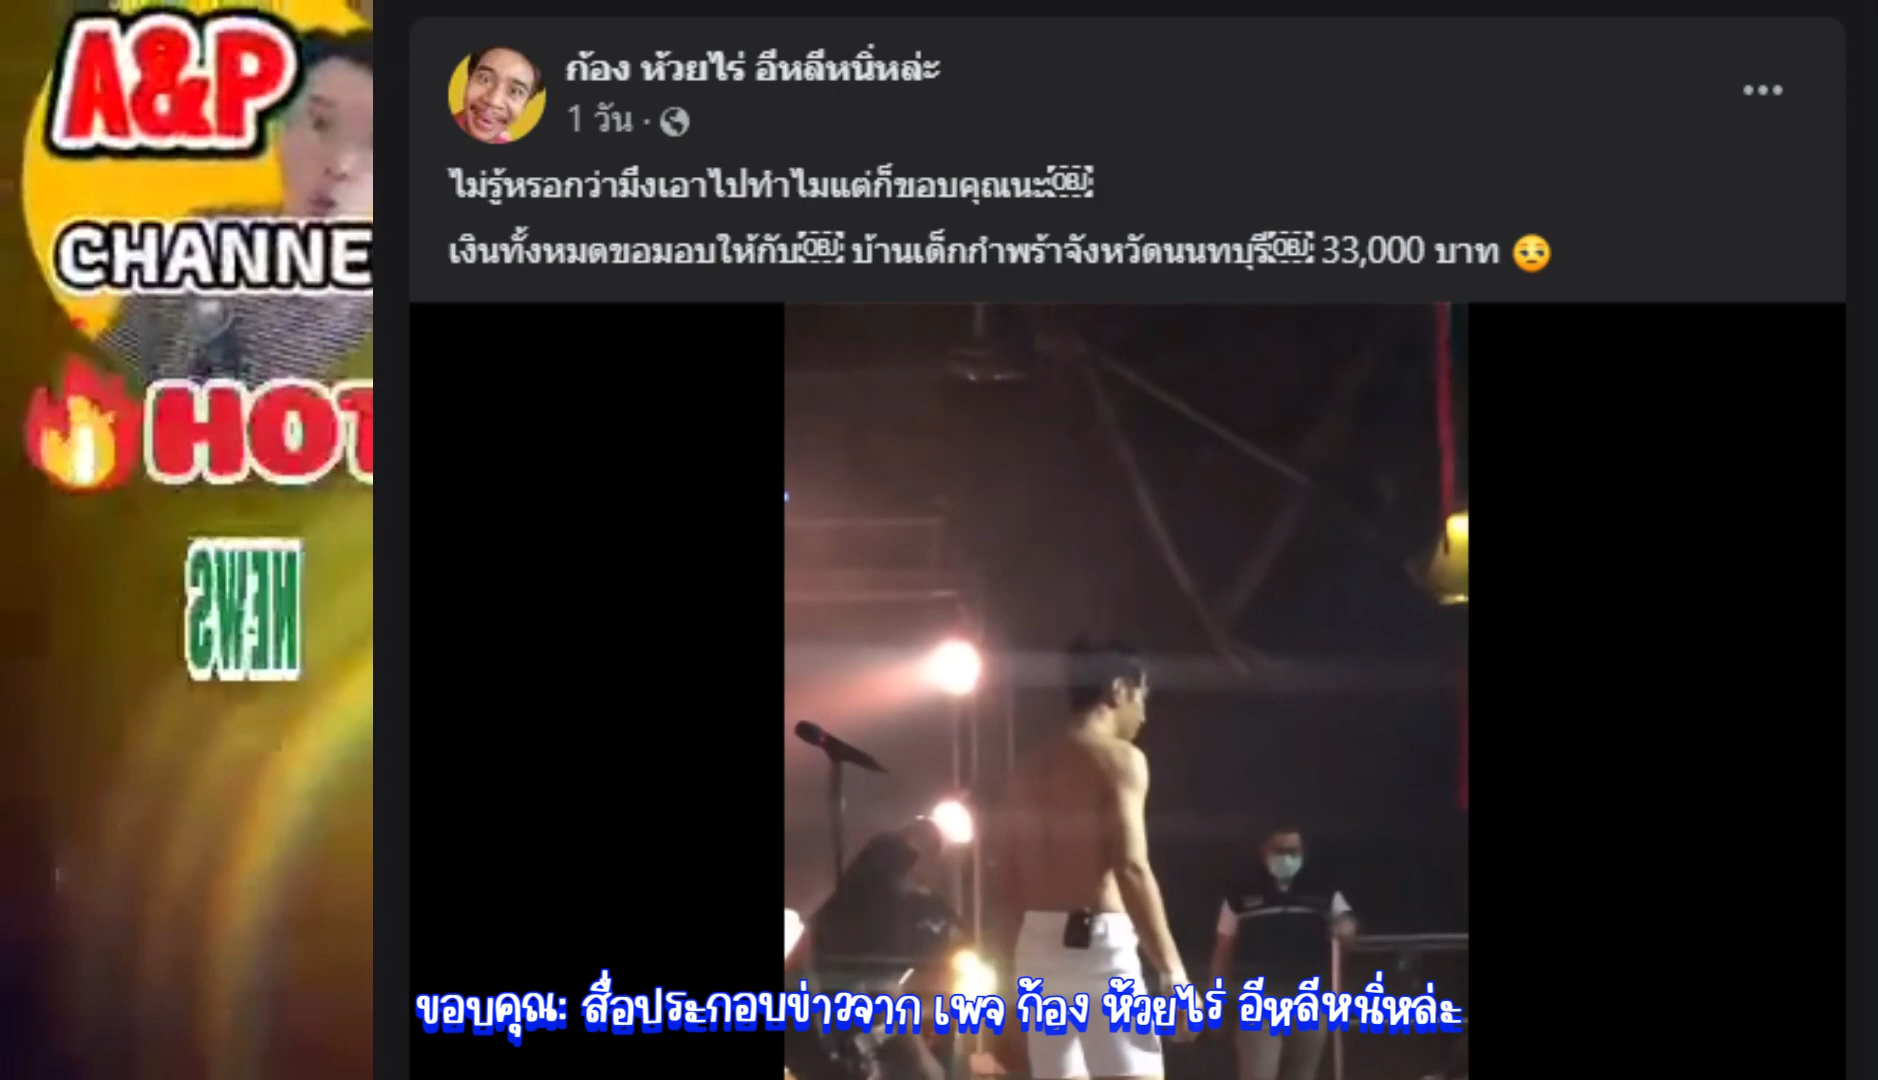 A&P
CHANNE
HOT
NEWS
ก้อง ห้วยไร่ อีหลีหนิ่หล่ะ
1 วัน ·
ไม่รู้หรอกว่ามึงเอาไปทำไมแต่ก็ขอบคุณนะOBJ
เงินทั้งหมดขอมอบให้กับOBJ บ้านเด็กกำพร้าจังหวัดนนทบุรีOBJ 33,000 บาท 😒
ขอบคุณ: สื่อประกอบข่าวจาก เพจ ก้อง ห้วยไร่ อีหลีหนิ่หล่ะ